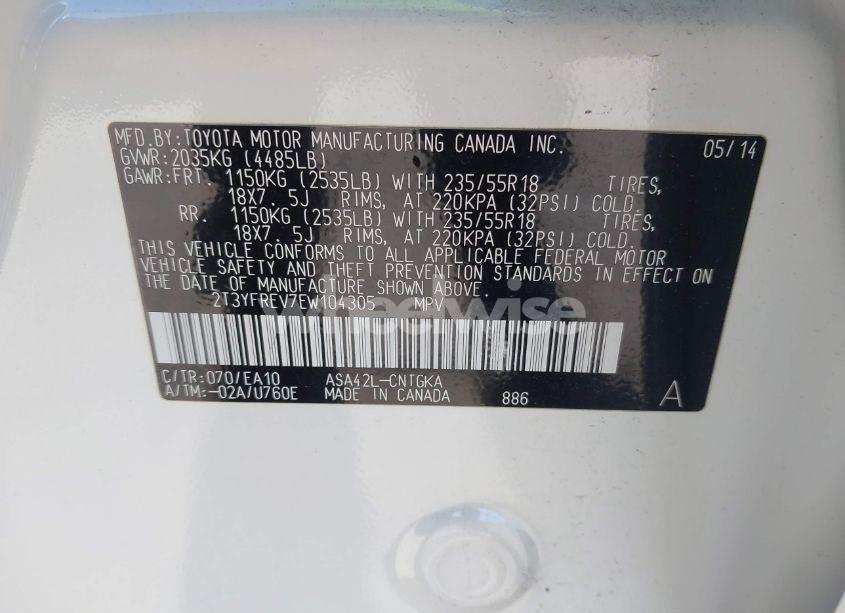 MFD.BY:TOYOTA MOTOR MANUFACTURING CANADA INC. 05/14
GVWR:2035KG (4485LB)
GAWR:FRT. 1150KG (2535LB) WITH 235/55R18 TIRES,
18X7.5J RIMS, AT 220KPA (32PSI) COLD.
RR. 1150KG (2535LB) WITH 235/55R18 TIRES,
18X7.5J RIMS, AT 220KPA (32PSI) COLD.
THIS VEHICLE CONFORMS TO ALL APPLICABLE FEDERAL MOTOR
VEHICLE SAFETY AND THEFT PREVENTION STANDARDS IN EFFECT ON
THE DATE OF MANUFACTURE SHOWN ABOVE.
2T3YFREV7EW104305 MPV
wheelwise
C/TR:070/EA10 ASA42L-CNTGKA
A/TM:-02A/U760E MADE IN CANADA 886 A